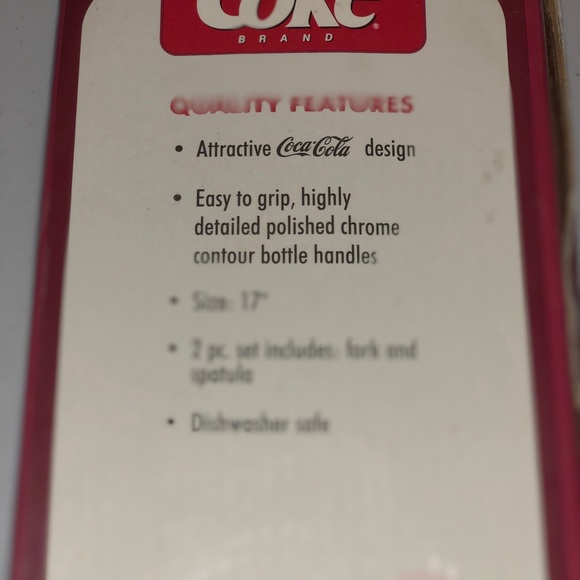 Coke®
BRAND
QUALITY FEATURES
• Attractive Coca-Cola design
• Easy to grip, highly
detailed polished chrome
contour bottle handles
• Size: 17"
• 2 pc. set includes: fork and
spatula
• Dishwasher safe